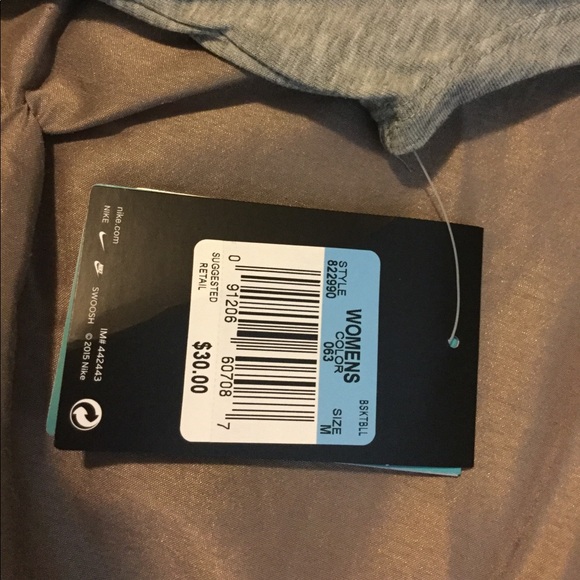 BSKTBLL
WOMENS
STYLE
822990
COLOR
063
SIZE
M
0 91206 60708 7
SUGGESTED
RETAIL
$30.00
nike.com
NIKE
SWOOSH
IM# 442443
© 2015 Nike